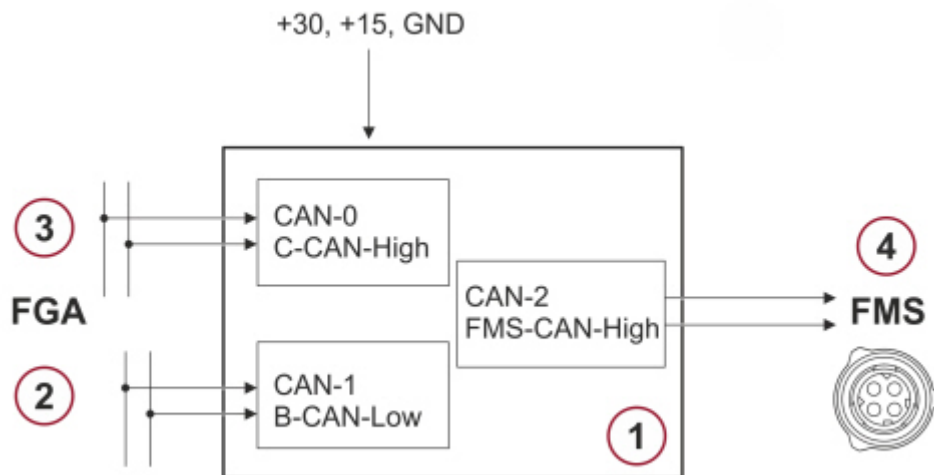 +30, +15, GND
3
CAN-0
C-CAN-High
4
FGA
CAN-2
FMS-CAN-High
FMS
2
CAN-1
B-CAN-Low
1